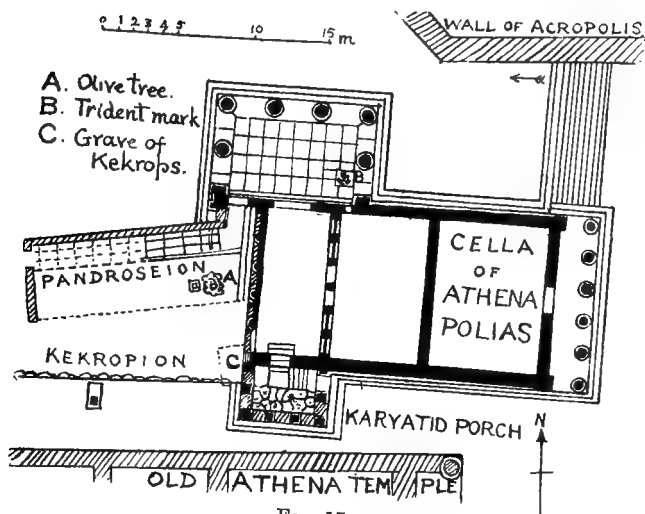 0 1 2 3 4 5 10 15 m
WALL OF ACROPOLIS
A. Olive tree.
B. Trident mark
C. Grave of
Kekrops.
B
CELLA
OF
ATHENA
POLIAS
PANDROSEION
A
KEKROPION
C
KARYATID PORCH
N
OLD ATHENA TEMPLE